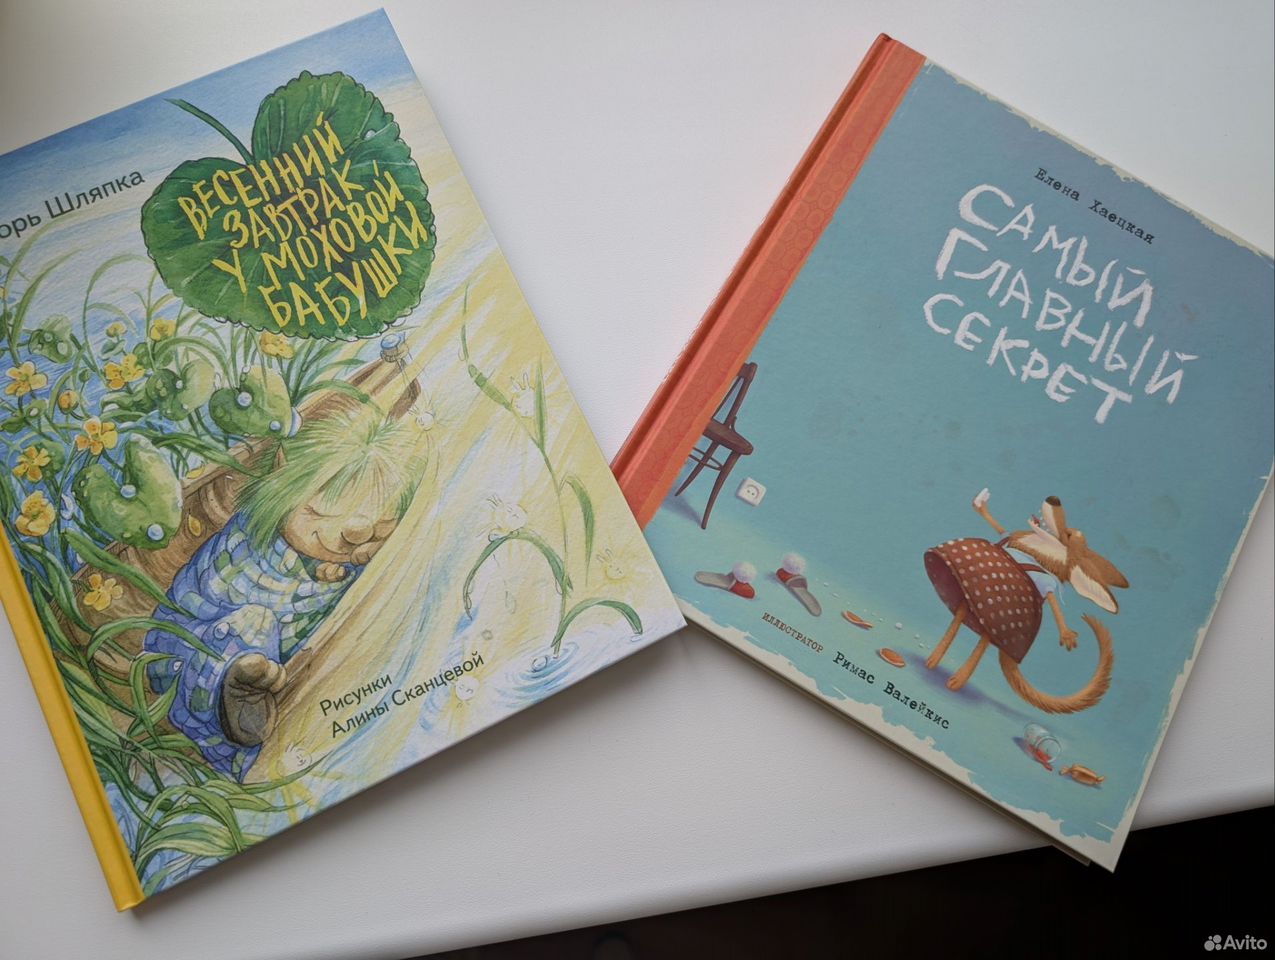 орь Шляпка
ВЕСЕННИЙ
ЗАВТРАК
У МОХОВОЙ
БАБУШКИ
Рисунки
Алины Сканцевой
Елена Хаецкая
САМЫЙ
ГЛАВНЫЙ
СЕКРЕТ
ИЛЛЮСТРАТОР Римас Валейкис
Avito